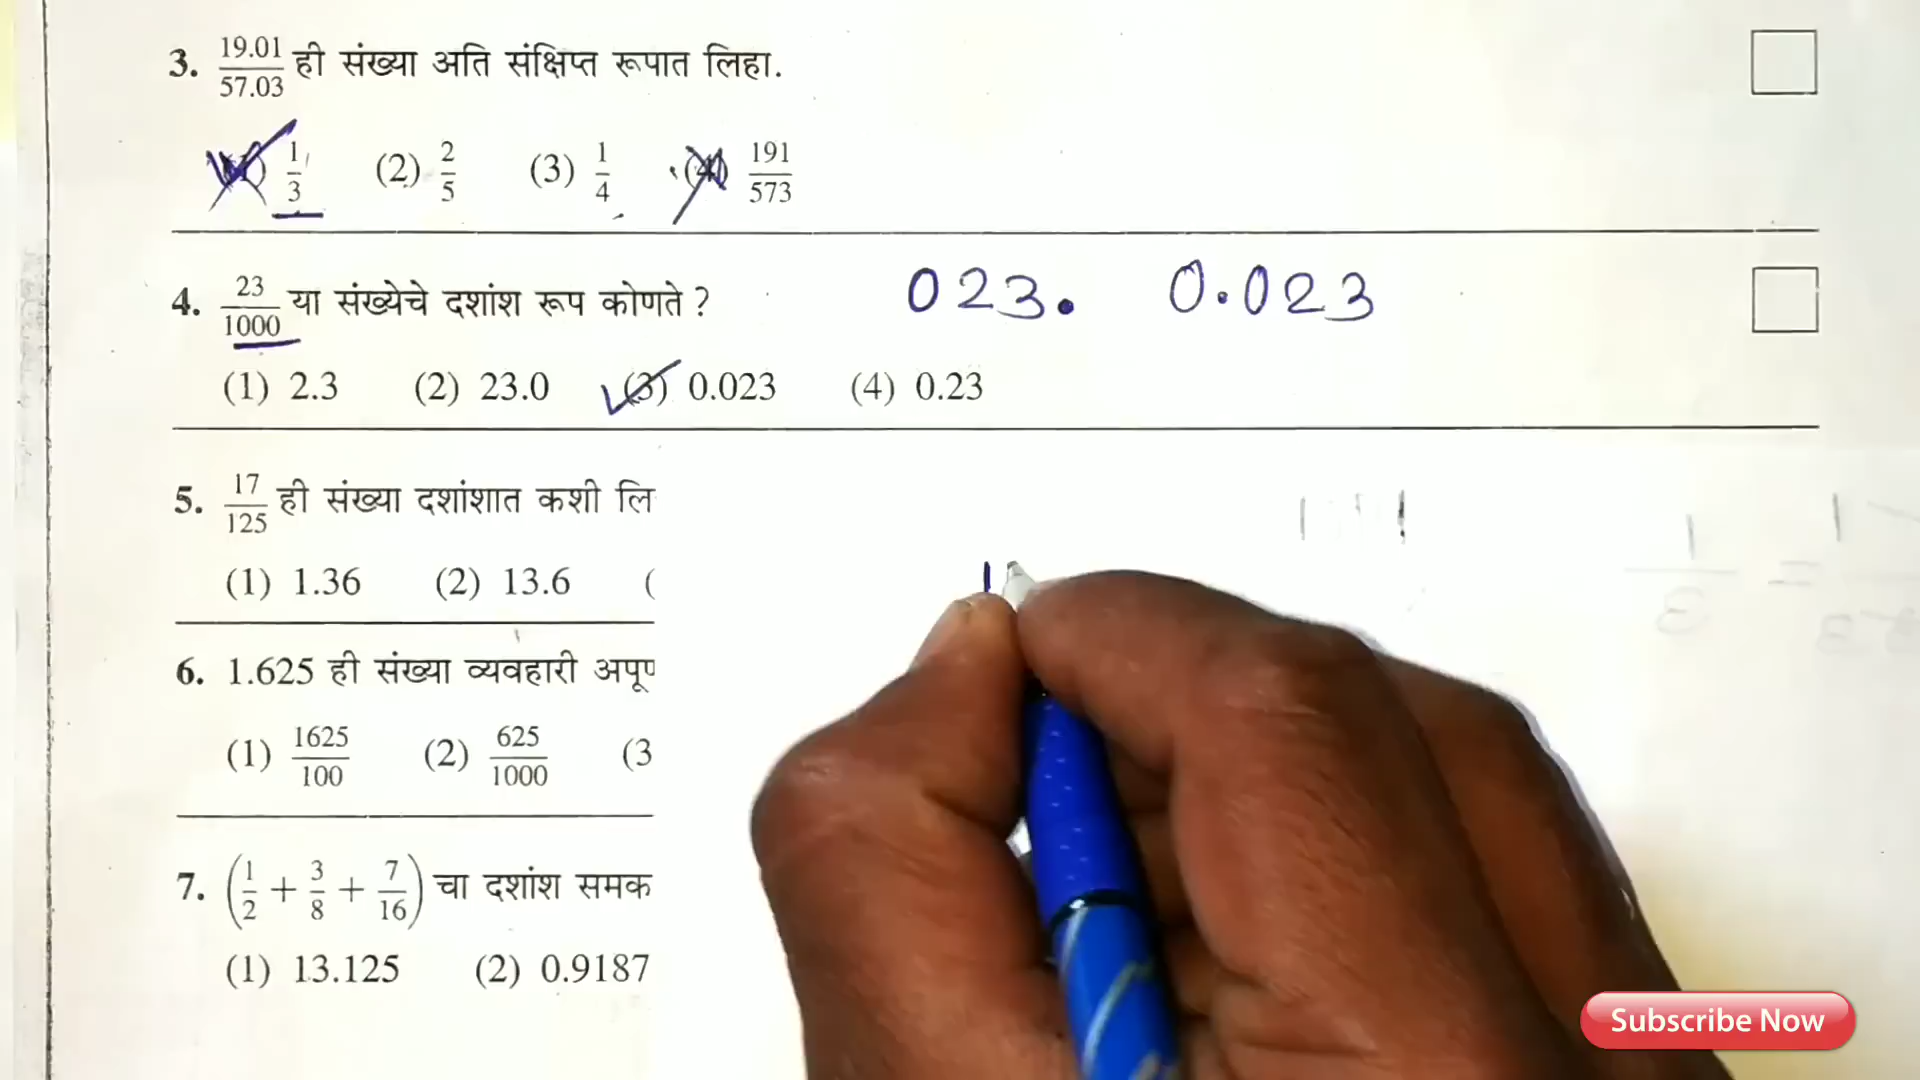 3. 19.01/57.03 ही संख्या अति संक्षिप्त रूपात लिहा.
(1) 1/3 (2) 2/5 (3) 1/4 (4) 191/573
4. 23/1000 या संख्येचे दशांश रूप कोणते ? 023. 0.023
(1) 2.3 (2) 23.0 (3) 0.023 (4) 0.23
5. 17/125 ही संख्या दशांशात कशी लि
(1) 1.36 (2) 13.6 (
6. 1.625 ही संख्या व्यवहारी
(1) 1625/100 (2) 625/1000 (3
7. (1/2 + 3/8 + 7/16) चा दशांश समक
(1) 13.125 (2) 0.9187
Subscribe Now